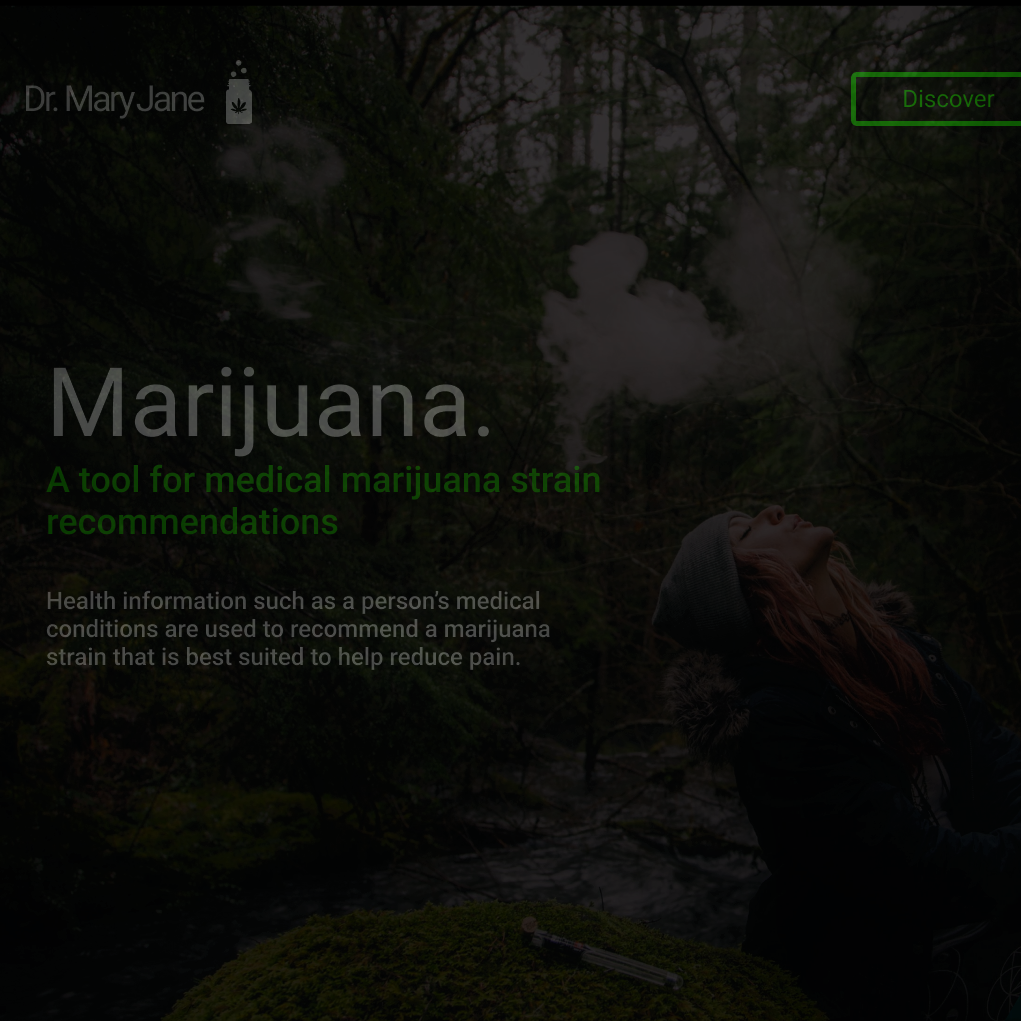 Dr. Mary Jane
Discover
Marijuana.
A tool for medical marijuana strain
recommendations
Health information such as a person’s medical
conditions are used to recommend a marijuana
strain that is best suited to help reduce pain.